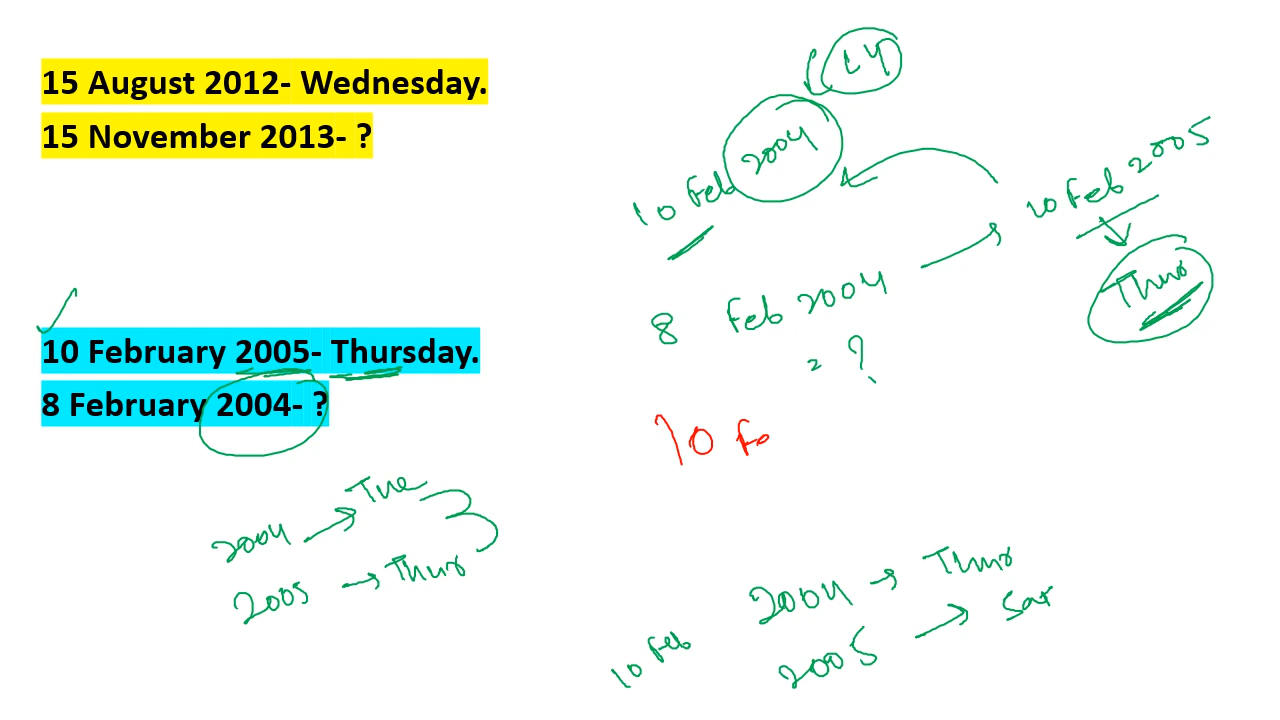 15 August 2012- Wednesday.
15 November 2013- ?
10 February 2005- Thursday.
8 February 2004- ?
2004 → Tue
2005 → Thur
LY
10 Feb 2004
10 Feb 2005
Thur
8 Feb 2004
= ?
10 Fe
2004 → Thur
10 Feb 2005 → Sat